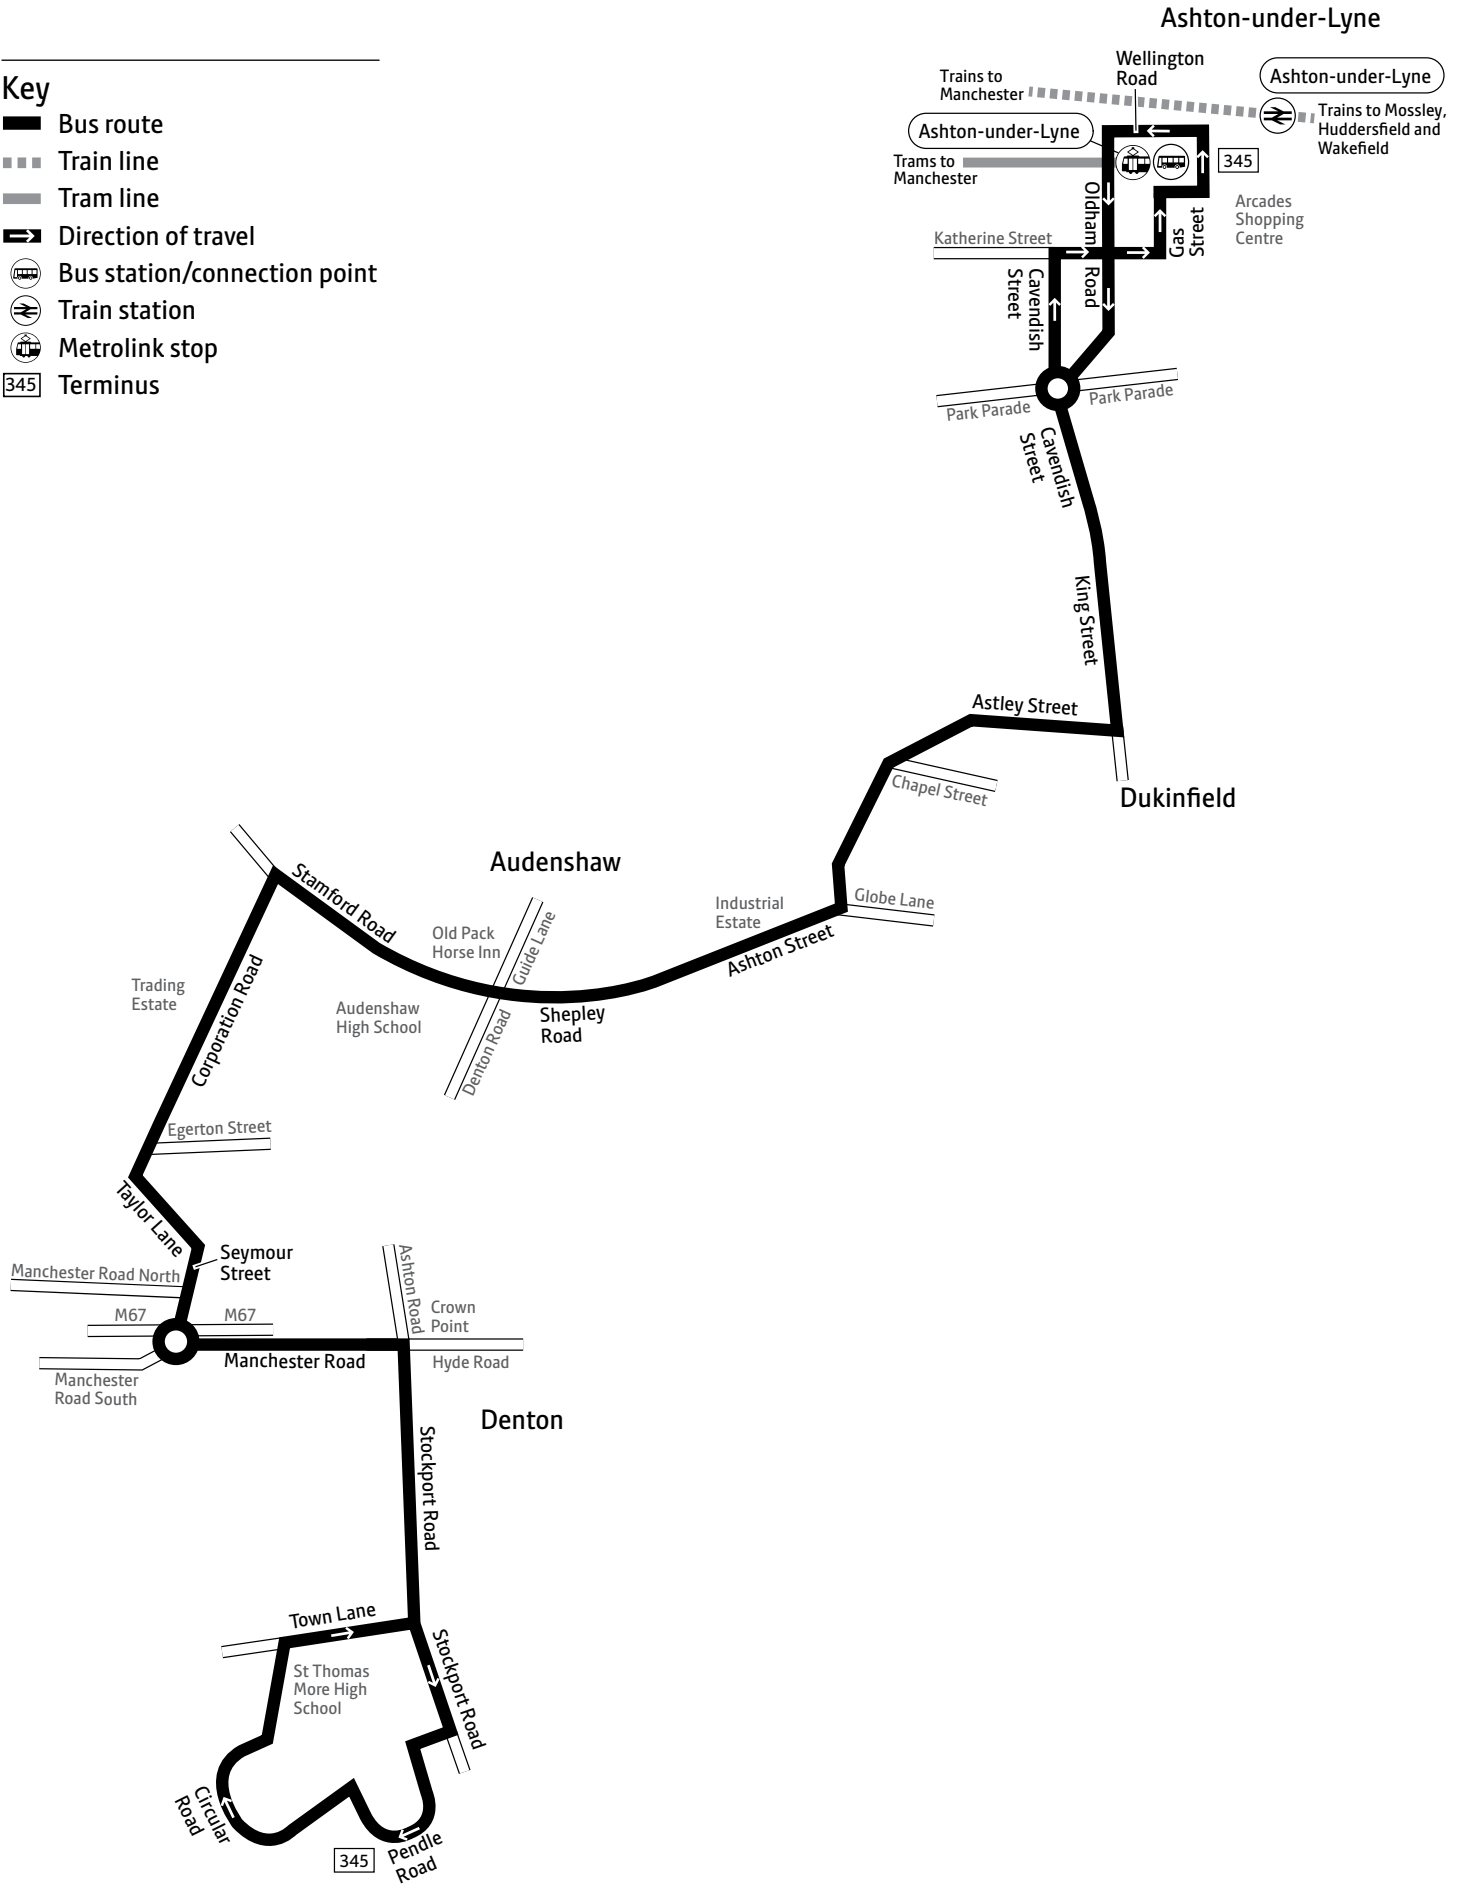 Ashton-under-Lyne
Key
Bus route
Train line
Tram line
Direction of travel
Bus station/connection point
Train station
Metrolink stop
345 Terminus
Wellington
Road
Trains to
Manchester
Ashton-under-Lyne
Trains to Mossley,
Huddersfield and
Wakefield
Ashton-under-Lyne
Trams to
Manchester
345
Oldham
Road
Gas
Street
Arcades
Shopping
Centre
Katherine Street
Cavendish
Street
Park Parade
Park Parade
Cavendish
Street
King Street
Astley Street
Chapel Street
Dukinfield
Audenshaw
Stamford Road
Old Pack
Horse Inn
Guide Lane
Industrial
Estate
Globe Lane
Ashton Street
Trading
Estate
Corporation Road
Audenshaw
High School
Denton Road
Shepley
Road
Egerton Street
Taylor Lane
Seymour
Street
Manchester Road North
M67
M67
Ashton Road
Crown
Point
Manchester Road
Hyde Road
Manchester
Road South
Denton
Stockport Road
Town Lane
Stockport Road
St Thomas
More High
School
Circular
Road
345
Pendle
Road